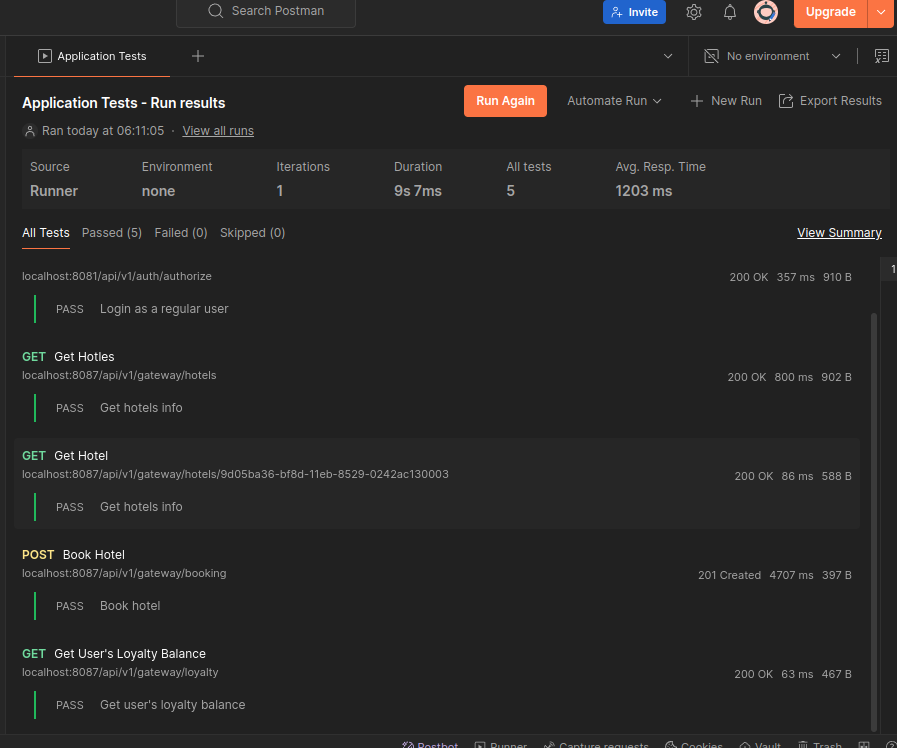 Search Postman
Invite
Upgrade
Application Tests
No environment
Application Tests - Run results
Run Again
Automate Run
New Run
Export Results
Ran today at 06:11:05 · View all runs
Source Environment Iterations Duration All tests Avg. Resp. Time
Runner none 1 9s 7ms 5 1203 ms
All Tests Passed (5) Failed (0) Skipped (0) View Summary
localhost:8081/api/v1/auth/authorize 200 OK 357 ms 910 B
1
PASS Login as a regular user
GET Get Hotles
localhost:8087/api/v1/gateway/hotels 200 OK 800 ms 902 B
PASS Get hotels info
GET Get Hotel
localhost:8087/api/v1/gateway/hotels/9d05ba36-bf8d-11eb-8529-0242ac130003 200 OK 86 ms 588 B
PASS Get hotels info
POST Book Hotel
localhost:8087/api/v1/gateway/booking 201 Created 4707 ms 397 B
PASS Book hotel
GET Get User's Loyalty Balance
localhost:8087/api/v1/gateway/loyalty 200 OK 63 ms 467 B
PASS Get user's loyalty balance
Postbot Runner Capture requests Cookies Vault Trash